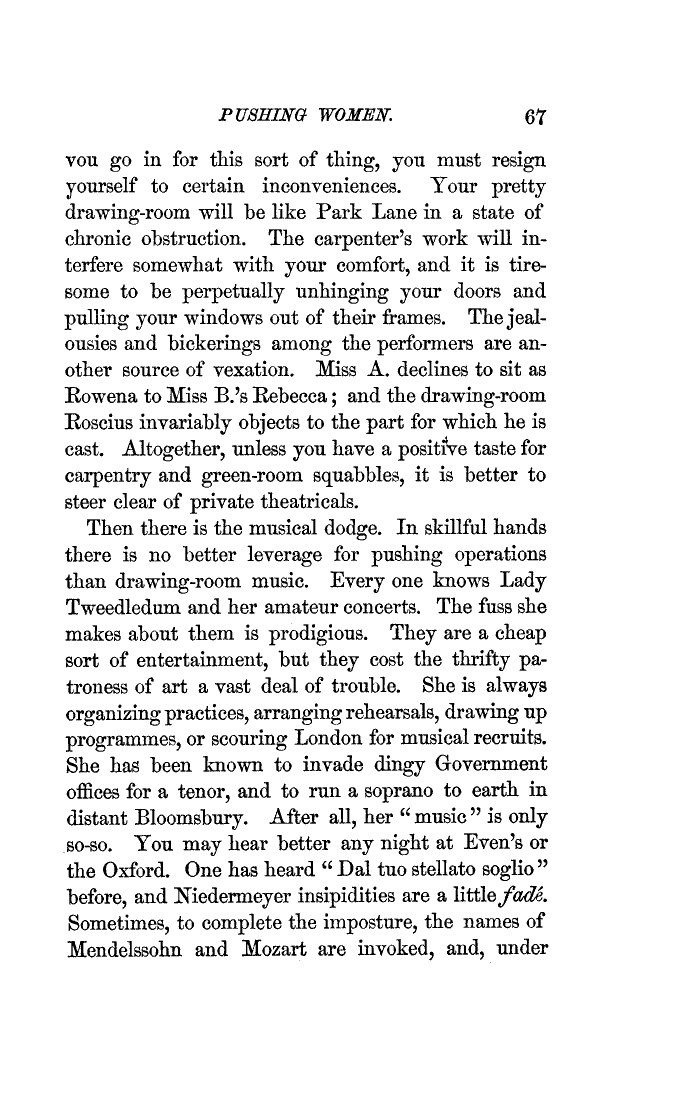 PUSHING WOMEN. 67
you go in for this sort of thing, you must resign
yourself to certain inconveniences. Your pretty
drawing-room will be like Park Lane in a state of
chronic obstruction. The carpenter's work will in-
terfere somewhat with your comfort, and it is tire-
some to be perpetually unhinging your doors and
pulling your windows out of their frames. The jeal-
ousies and bickerings among the performers are an-
other source of vexation. Miss A. declines to sit as
Rowena to Miss B.'s Rebecca; and the drawing-room
Roscius invariably objects to the part for which he is
cast. Altogether, unless you have a positive taste for
carpentry and green-room squabbles, it is better to
steer clear of private theatricals.
Then there is the musical dodge. In skillful hands
there is no better leverage for pushing operations
than drawing-room music. Every one knows Lady
Tweedledum and her amateur concerts. The fuss she
makes about them is prodigious. They are a cheap
sort of entertainment, but they cost the thrifty pa-
troness of art a vast deal of trouble. She is always
organizing practices, arranging rehearsals, drawing up
programmes, or scouring London for musical recruits.
She has been known to invade dingy Government
offices for a tenor, and to run a soprano to earth in
distant Bloomsbury. After all, her "music" is only
so-so. You may hear better any night at Even's or
the Oxford. One has heard "Dal tuo stellato soglio"
before, and Niedermeyer insipidities are a little fadé.
Sometimes, to complete the imposture, the names of
Mendelssohn and Mozart are invoked, and, under